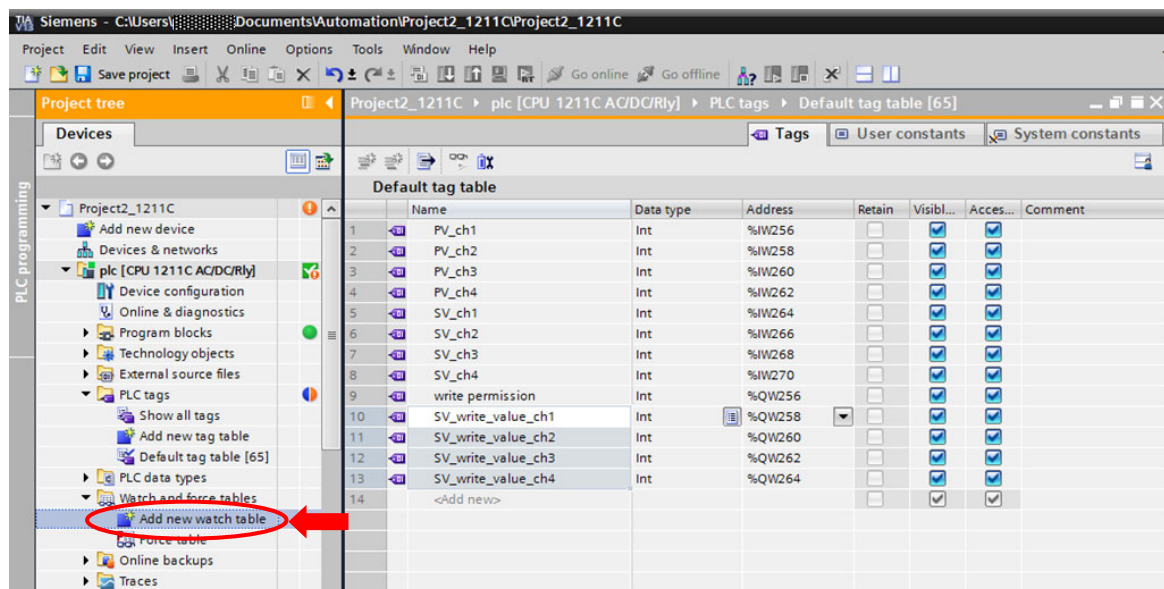 Siemens - C:\Users\ Documents\Automation\Project2_1211C\Project2_1211C
Project Edit View Insert Online Options Tools Window Help
Save project Go online Go offline
Project tree
Project2_1211C plc [CPU 1211C AC/DC/Rly] PLC tags Default tag table [65]
Devices
Tags User constants System constants
Default tag table
PLC programming
Name Data type Address Retain Visibl... Acces... Comment
Project2_1211C
Add new device
Devices & networks
plc [CPU 1211C AC/DC/Rly]
Device configuration
Online & diagnostics
Program blocks
Technology objects
External source files
PLC tags
Show all tags
Add new tag table
Default tag table [65]
PLC data types
Watch and force tables
Add new watch table
Force table
Online backups
Traces
1 PV_ch1 Int %IW256
2 PV_ch2 Int %IW258
3 PV_ch3 Int %IW260
4 PV_ch4 Int %IW262
5 SV_ch1 Int %IW264
6 SV_ch2 Int %IW266
7 SV_ch3 Int %IW268
8 SV_ch4 Int %IW270
9 write permission Int %QW256
10 SV_write_value_ch1 Int %QW258
11 SV_write_value_ch2 Int %QW260
12 SV_write_value_ch3 Int %QW262
13 SV_write_value_ch4 Int %QW264
14 <Add new>